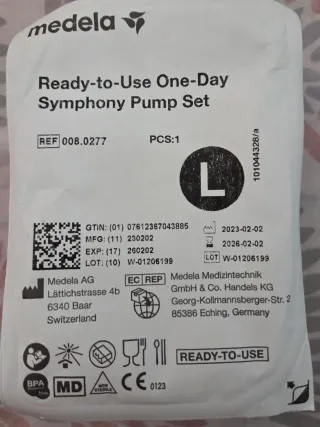 medela
Ready-to-Use One-Day
Symphony Pump Set
REF 008.0277 PCS:1
L
101044328/a
GTIN: (01) 07612367043885
MFG: (11) 230202
EXP: (17) 260202
LOT: (10) W-01206199
2023-02-02
2026-02-02
LOT W-01206199
Medela AG
Lättichstrasse 4b
6340 Baar
Switzerland
EC REP Medela Medizintechnik
GmbH & Co. Handels KG
Georg-Kollmannsberger-Str. 2
85386 Eching, Germany
READY-TO-USE
BPA
MD
NON
STERILE
CE 0123